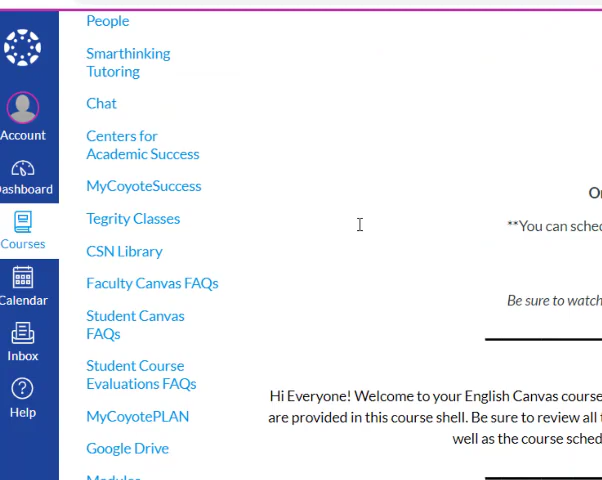 Account
Dashboard
Courses
Calendar
Inbox
Help
People
Smarthinking
Tutoring
Chat
Centers for
Academic Success
MyCoyoteSuccess
Tegrity Classes
CSN Library
Faculty Canvas FAQs
Student Canvas
FAQs
Student Course
Evaluations FAQs
MyCoyotePLAN
Google Drive
Modules
**You can sched
Be sure to watch
Hi Everyone! Welcome to your English Canvas course
are provided in this course shell. Be sure to review all
well as the course sched